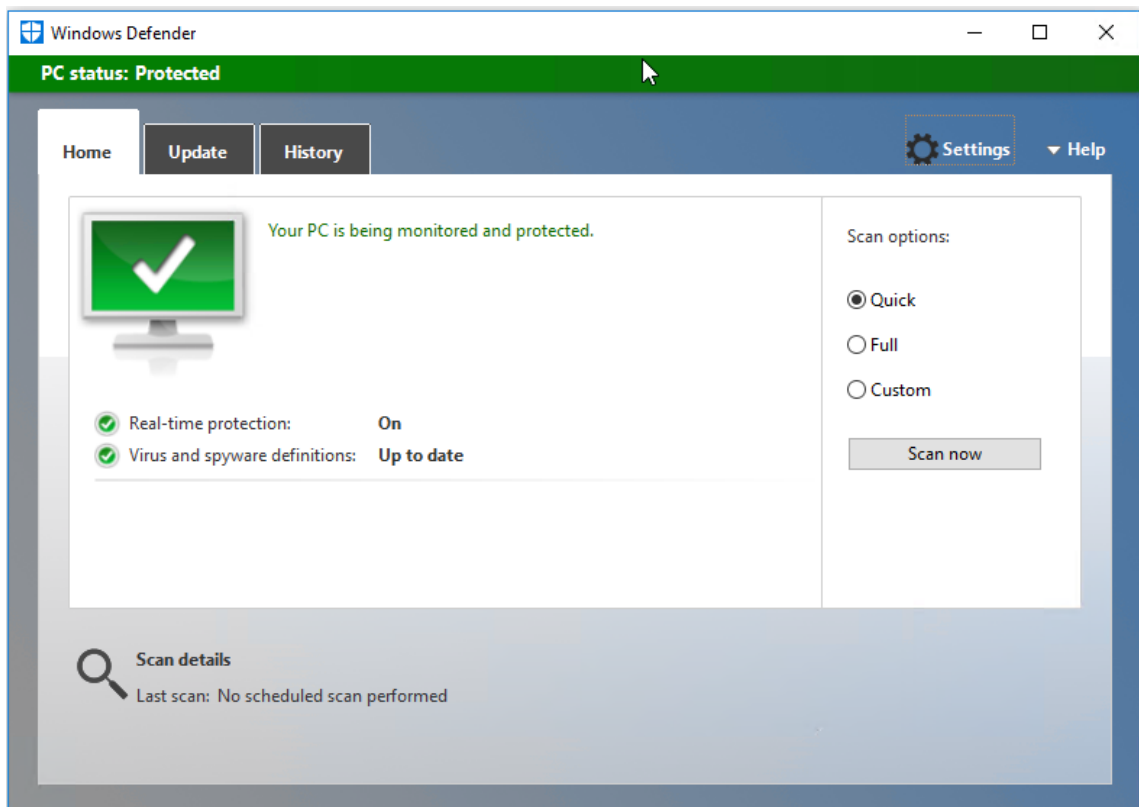 Windows Defender
PC status: Protected
Home
Update
History
Settings
Help
Your PC is being monitored and protected.
Scan options:
Quick
Full
Custom
Real-time protection: On
Virus and spyware definitions: Up to date
Scan now
Scan details
Last scan: No scheduled scan performed